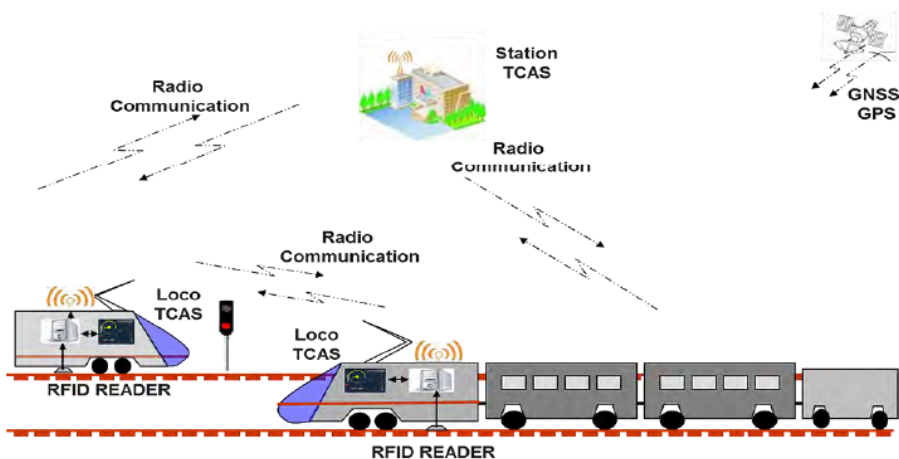 Station
TCAS
Radio
Communication
GNSS
GPS
Radio
Communication
Radio
Communication
Loco
TCAS
Loco
TCAS
RFID READER
RFID READER